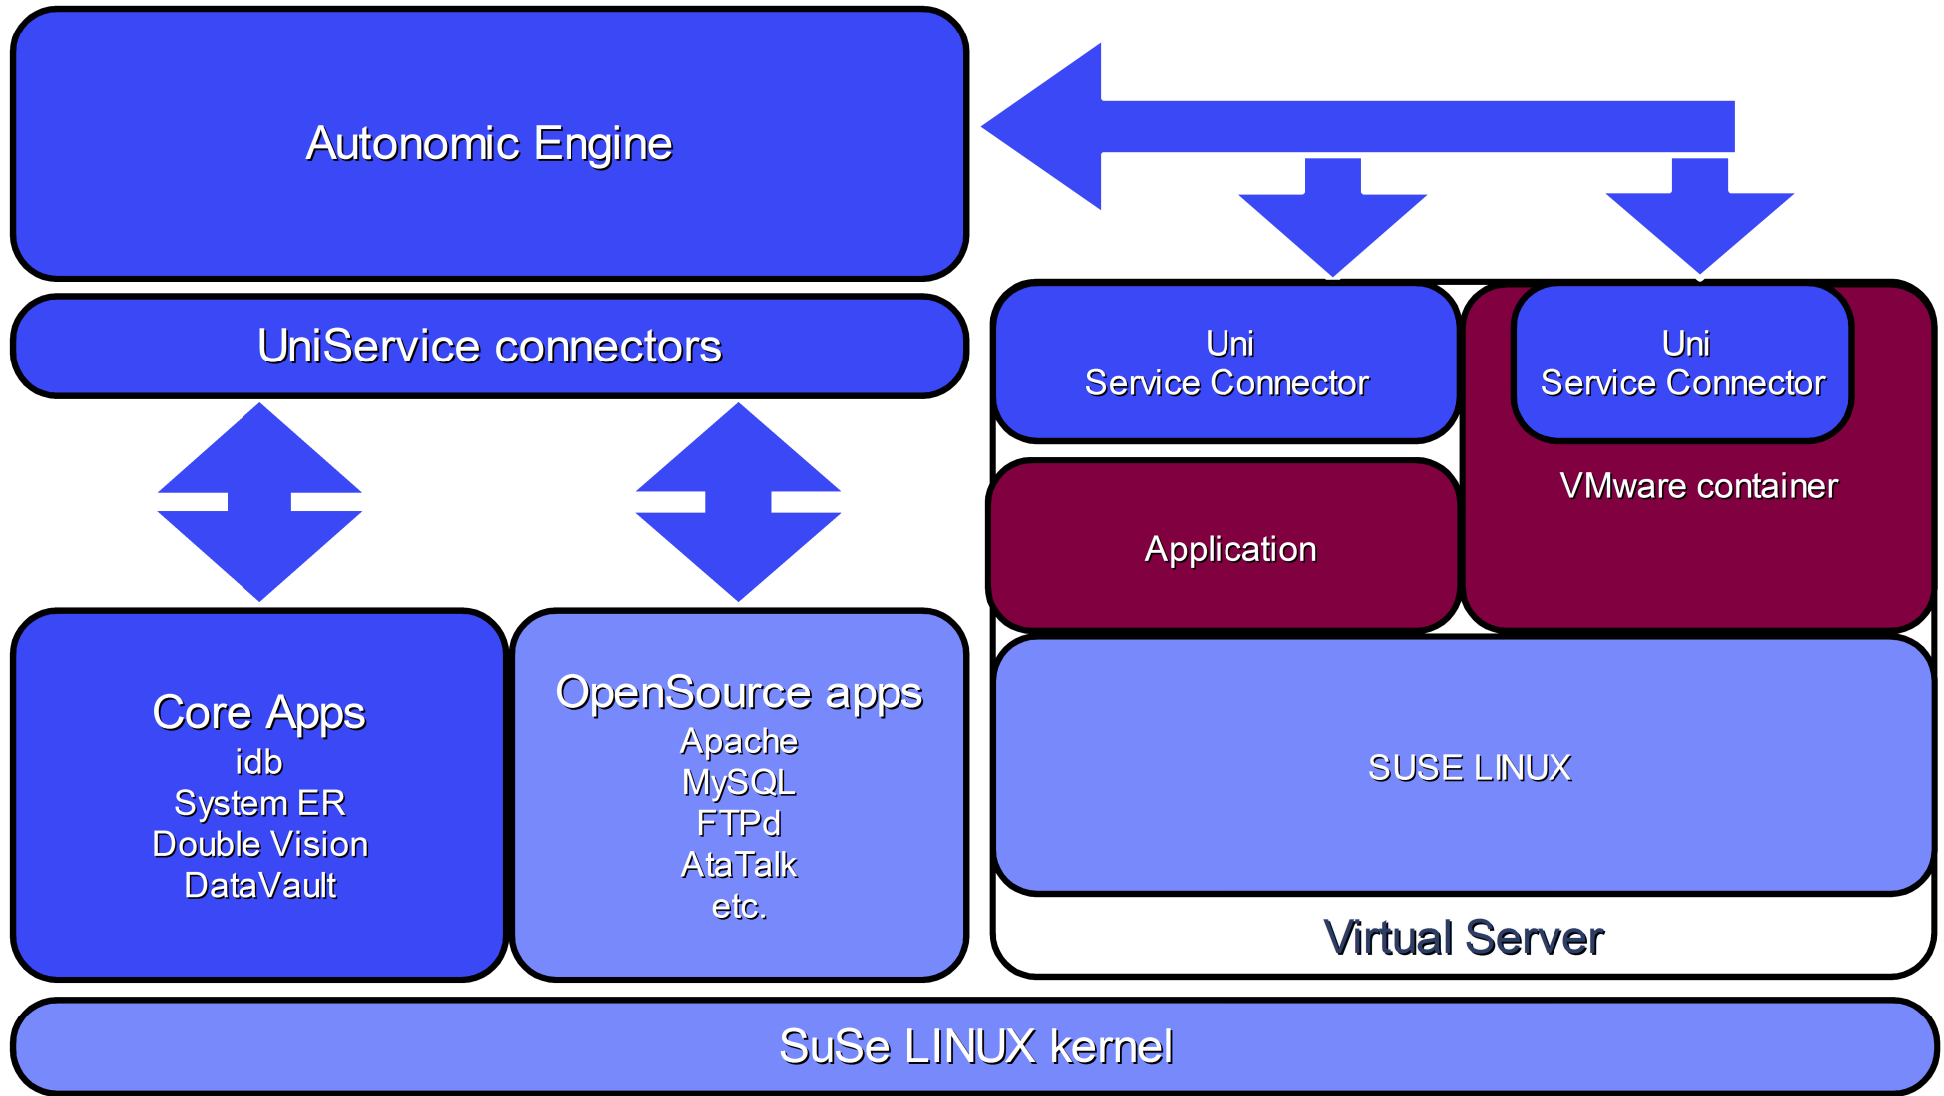 Autonomic Engine
UniService connectors
Core Apps
idb
System ER
Double Vision
DataVault
OpenSource apps
Apache
MySQL
FTPd
AtaTalk
etc.
Uni
Service Connector
Uni
Service Connector
VMware container
Application
SUSE LINUX
Virtual Server
SuSe LINUX kernel